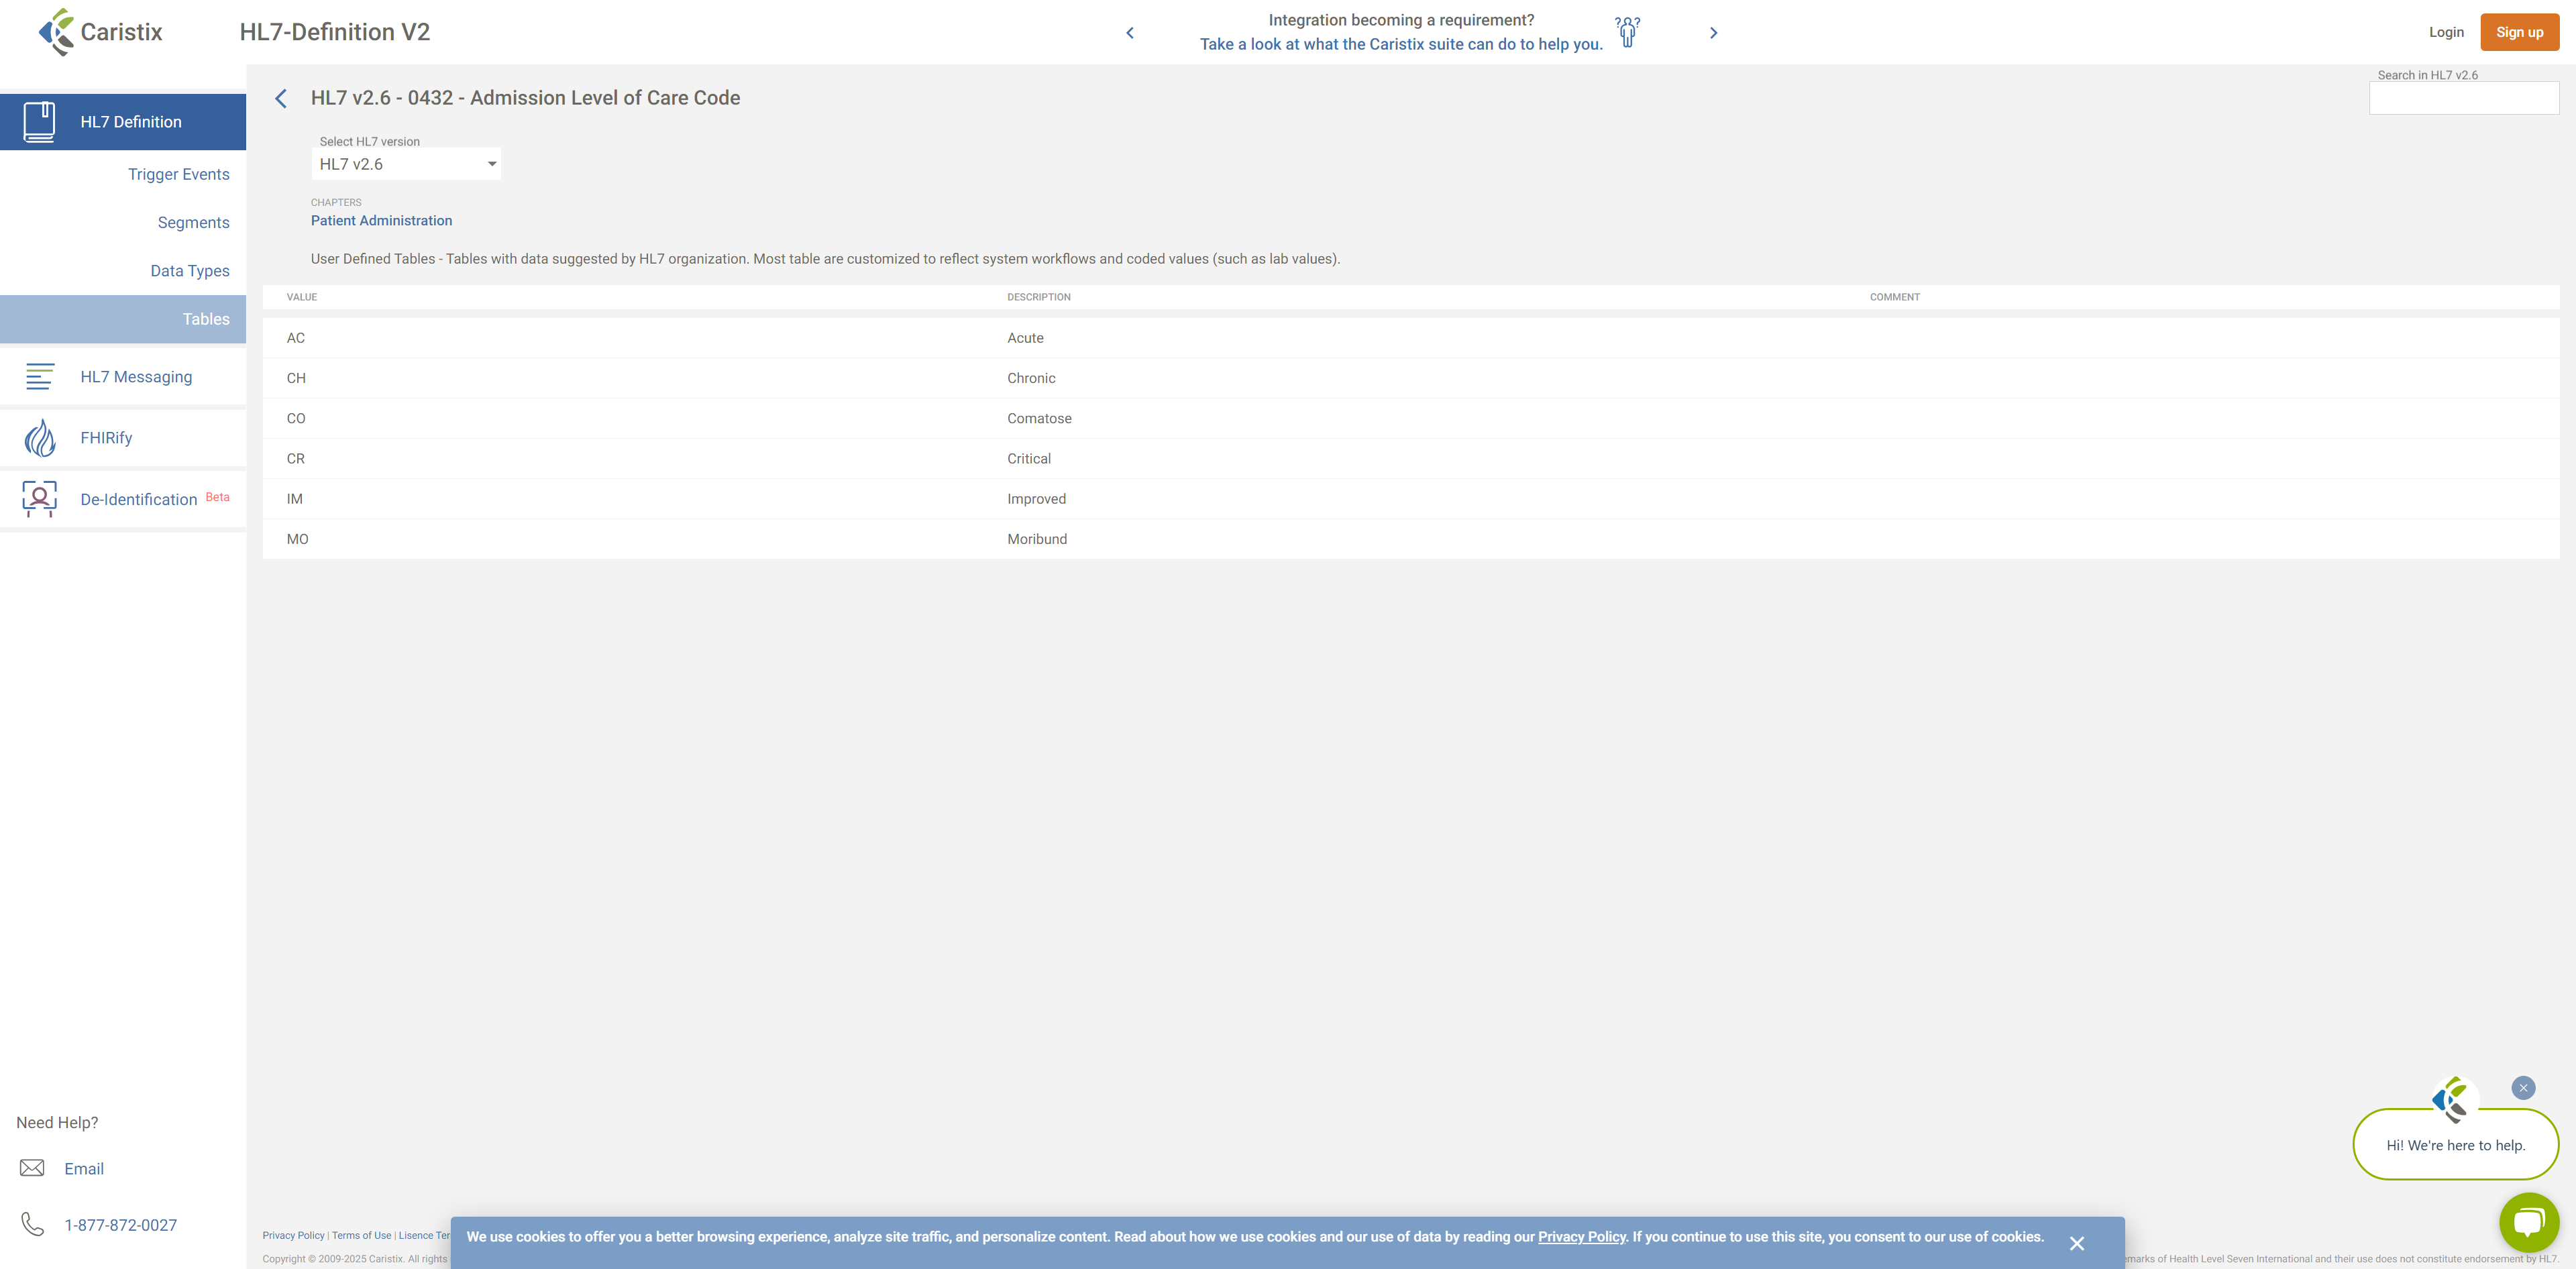 Caristix
HL7-Definition V2
Integration becoming a requirement?
Take a look at what the Caristix suite can do to help you.
Login
Sign up
HL7 Definition
Trigger Events
Segments
Data Types
Tables
HL7 Messaging
FHIRify
De-Identification Beta
Need Help?
Email
1-877-872-0027
HL7 v2.6 - 0432 - Admission Level of Care Code
Search in HL7 v2.6
Select HL7 version
HL7 v2.6
CHAPTERS
Patient Administration
User Defined Tables - Tables with data suggested by HL7 organization. Most table are customized to reflect system workflows and coded values (such as lab values).
VALUE DESCRIPTION COMMENT
AC Acute
CH Chronic
CO Comatose
CR Critical
IM Improved
MO Moribund
Hi! We're here to help.
Privacy Policy | Terms of Use | Lisence Ter
We use cookies to offer you a better browsing experience, analyze site traffic, and personalize content. Read about how we use cookies and our use of data by reading our Privacy Policy. If you continue to use this site, you consent to our use of cookies.
Copyright © 2009-2025 Caristix. All rights
emarks of Health Level Seven International and their use does not constitute endorsement by HL7.